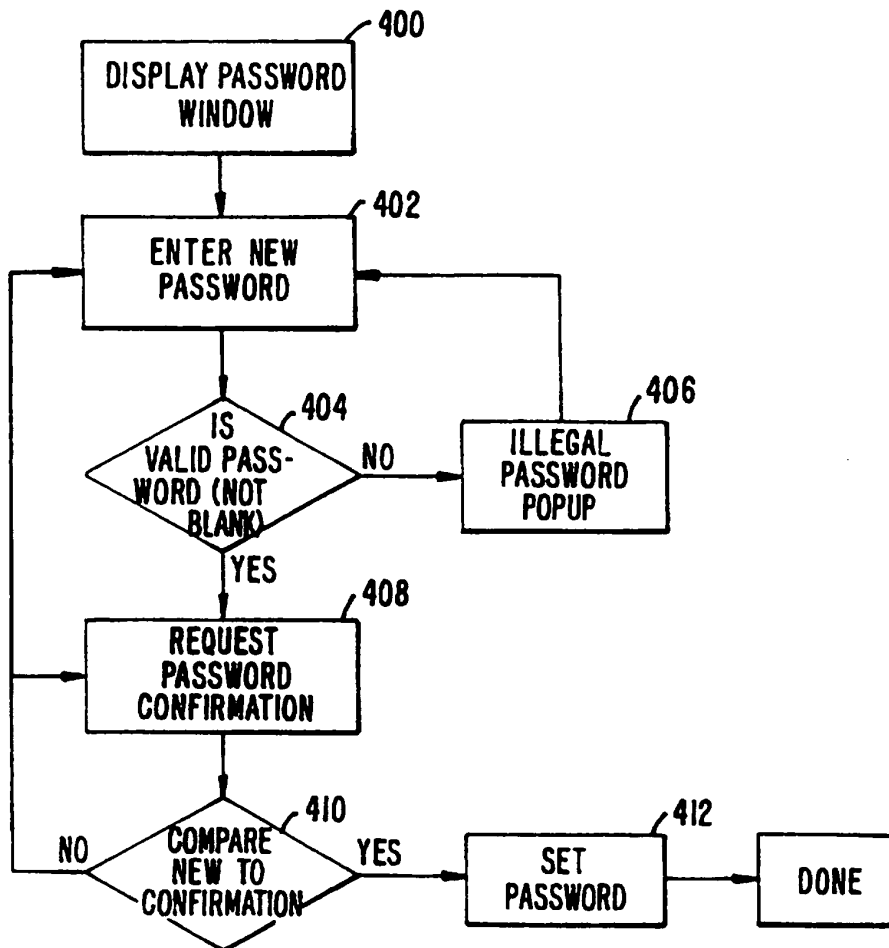 400
DISPLAY PASSWORD
WINDOW
402
ENTER NEW
PASSWORD
404
IS
VALID PASS-
WORD (NOT
BLANK)
NO
406
ILLEGAL
PASSWORD
POPUP
YES
408
REQUEST
PASSWORD
CONFIRMATION
410
COMPARE
NEW TO
CONFIRMATION
NO
YES
412
SET
PASSWORD
DONE